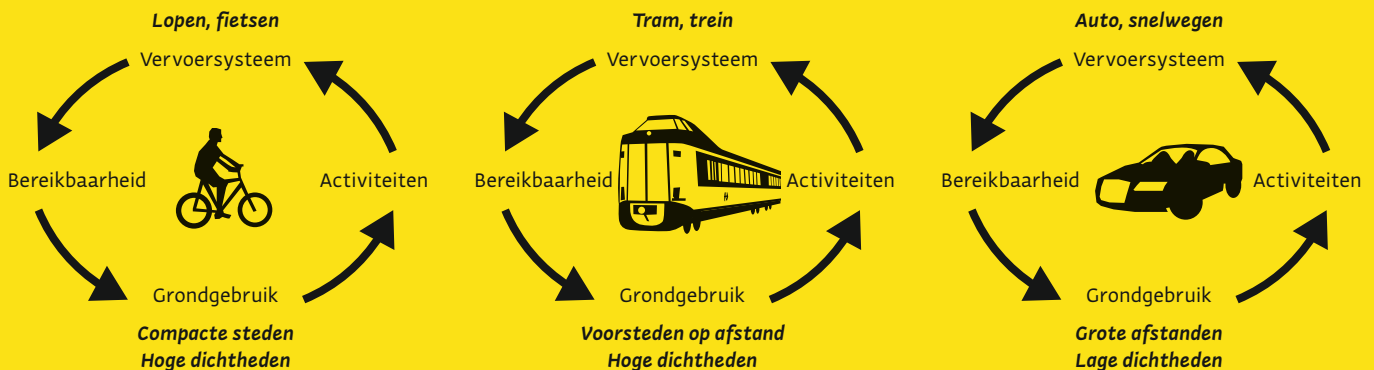 Lopen, fietsen
Vervoersysteem
Bereikbaarheid
Activiteiten
Grondgebruik
Compacte steden
Hoge dichtheden
Tram, trein
Vervoersysteem
Bereikbaarheid
Activiteiten
Grondgebruik
Voorsteden op afstand
Hoge dichtheden
Auto, snelwegen
Vervoersysteem
Bereikbaarheid
Activiteiten
Grondgebruik
Grote afstanden
Lage dichtheden